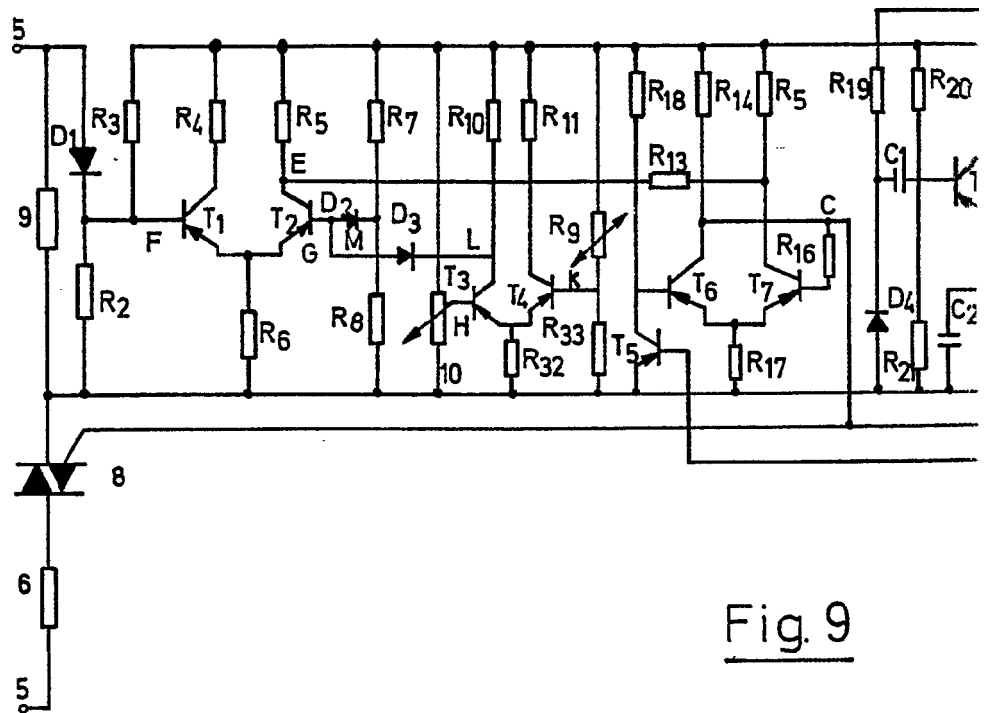 5
R3 R4 R5 R7 R10 R11 R18 R14 R5 R19 R20
D1 E R13 C1
9 T1 T2 D2 D3 R9 C T
F G M L R16
R2 R6 R8 T3 H T4 k T6 T7 D4 C2
10 R32 R33 T5 R17 R2
8
6
5
Fig. 9